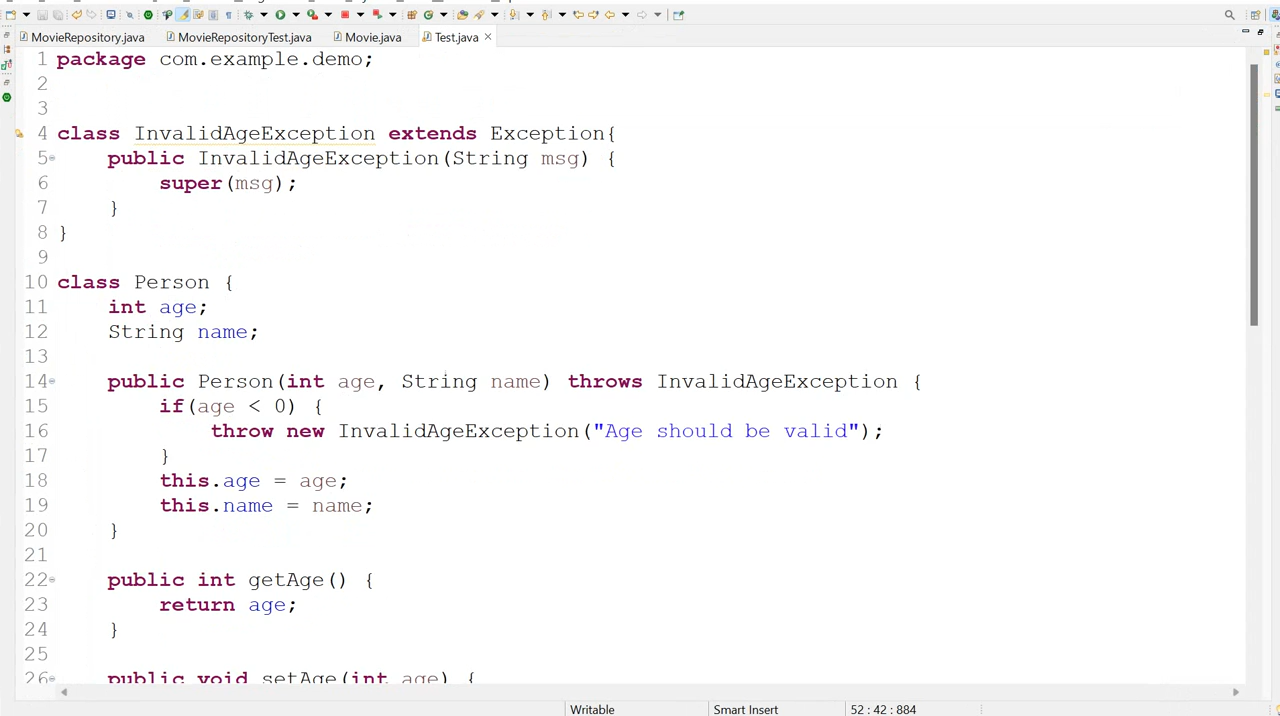 MovieRepository.java MovieRepositoryTest.java Movie.java Test.java
1 package com.example.demo;
2
3
4 class InvalidAgeException extends Exception{
5 public InvalidAgeException(String msg) {
6 super(msg);
7 }
8 }
9
10 class Person {
11 int age;
12 String name;
13
14 public Person(int age, String name) throws InvalidAgeException {
15 if(age < 0) {
16 throw new InvalidAgeException("Age should be valid");
17 }
18 this.age = age;
19 this.name = name;
20 }
21
22 public int getAge() {
23 return age;
24 }
25
26 public void setAge(int age) {
Writable Smart Insert 52 : 42 : 884